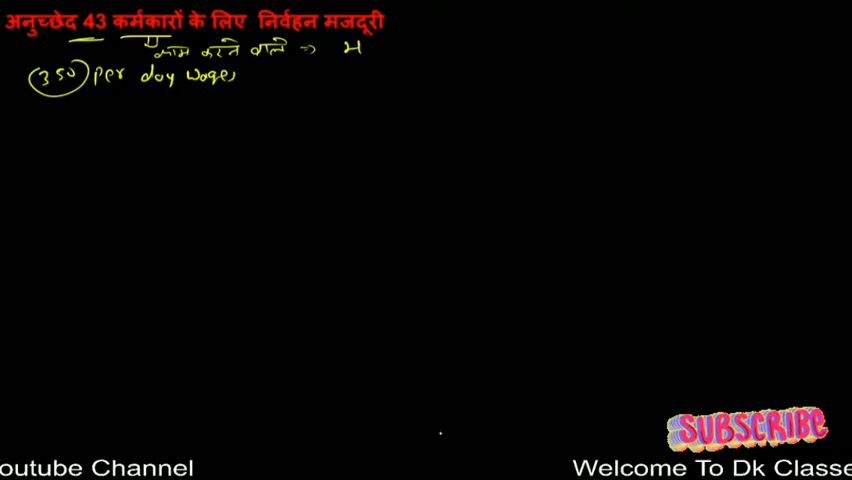 अनुच्छेद 43 कर्मकारों के लिए निर्वहन मजदूरी
काम करने वाले => म
350 per day wages
SUBSCRIBE
outube Channel
Welcome To Dk Classe